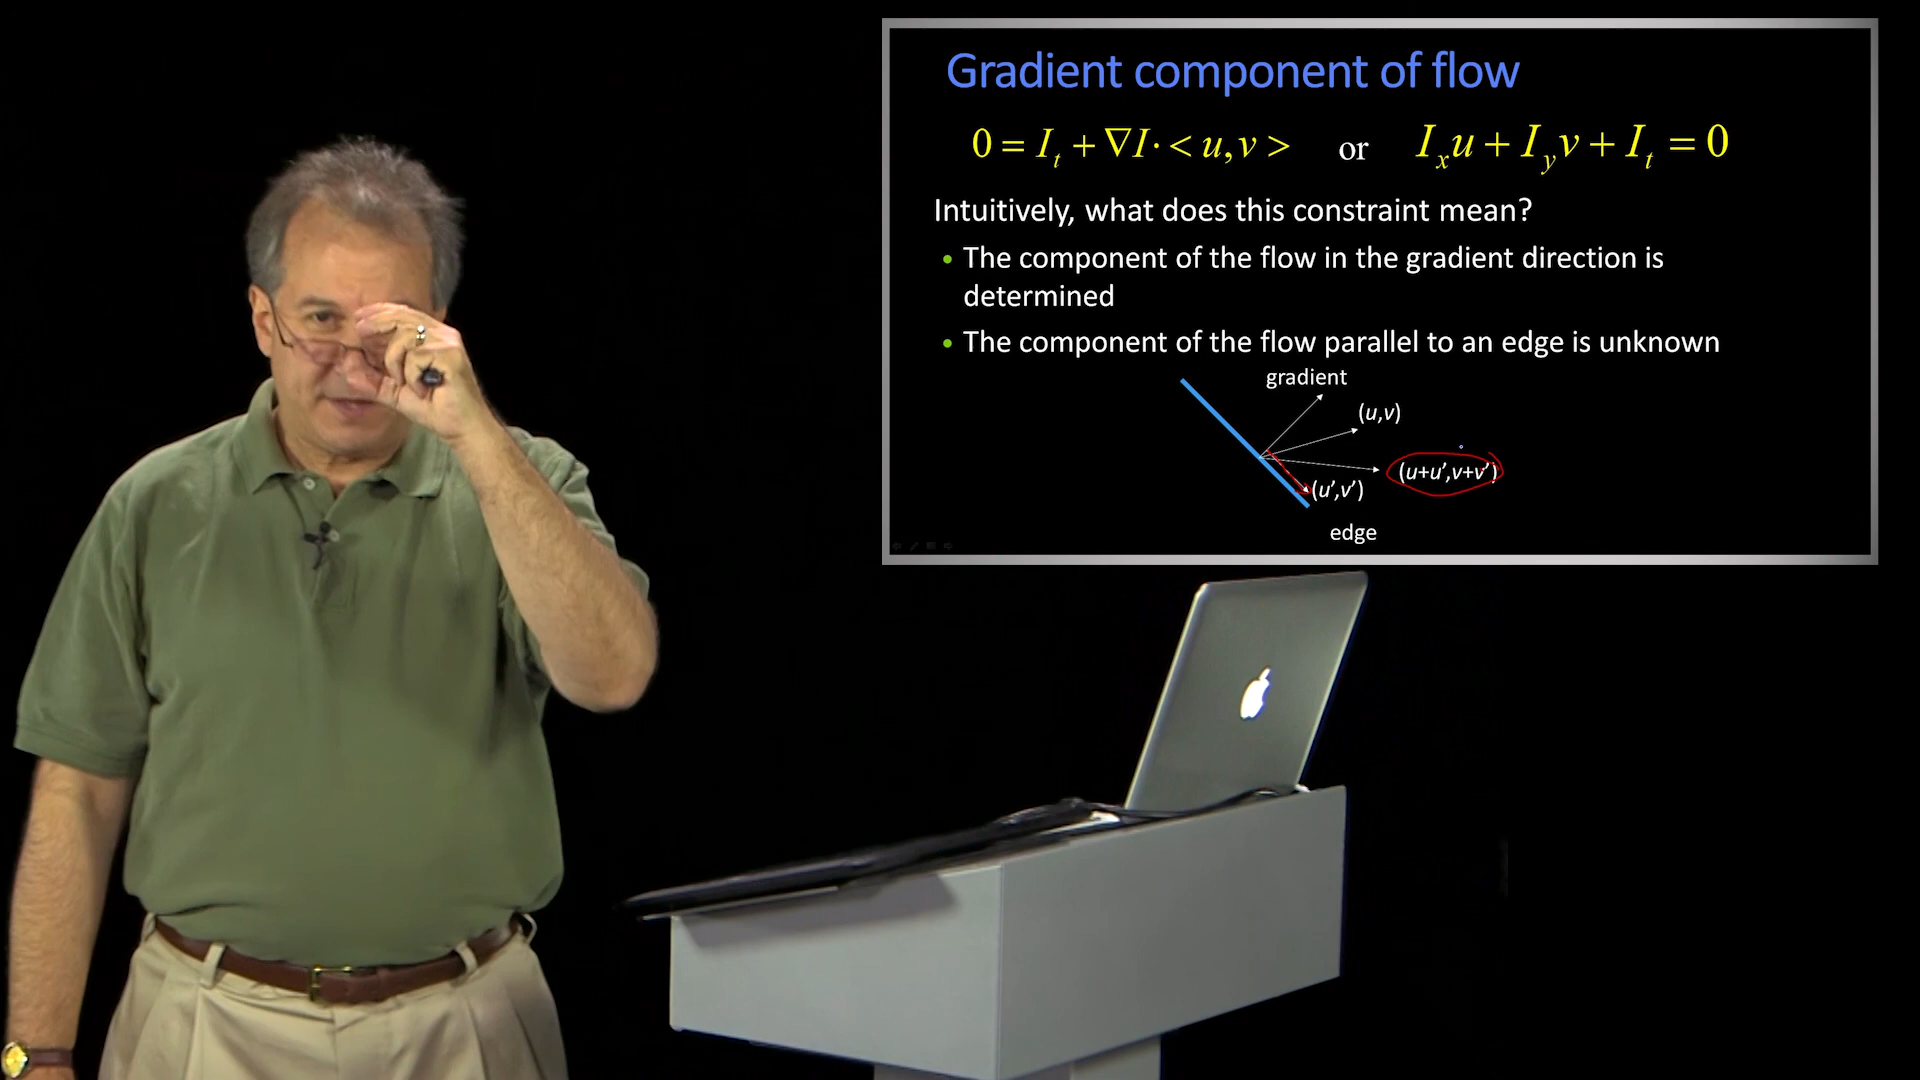 Gradient component of flow
0 = I_t + ∇I · < u, v > or I_x u + I_y v + I_t = 0
Intuitively, what does this constraint mean?
• The component of the flow in the gradient direction is
determined
• The component of the flow parallel to an edge is unknown
gradient
(u,v)
(u+u’,v+v’)
(u’,v’)
edge